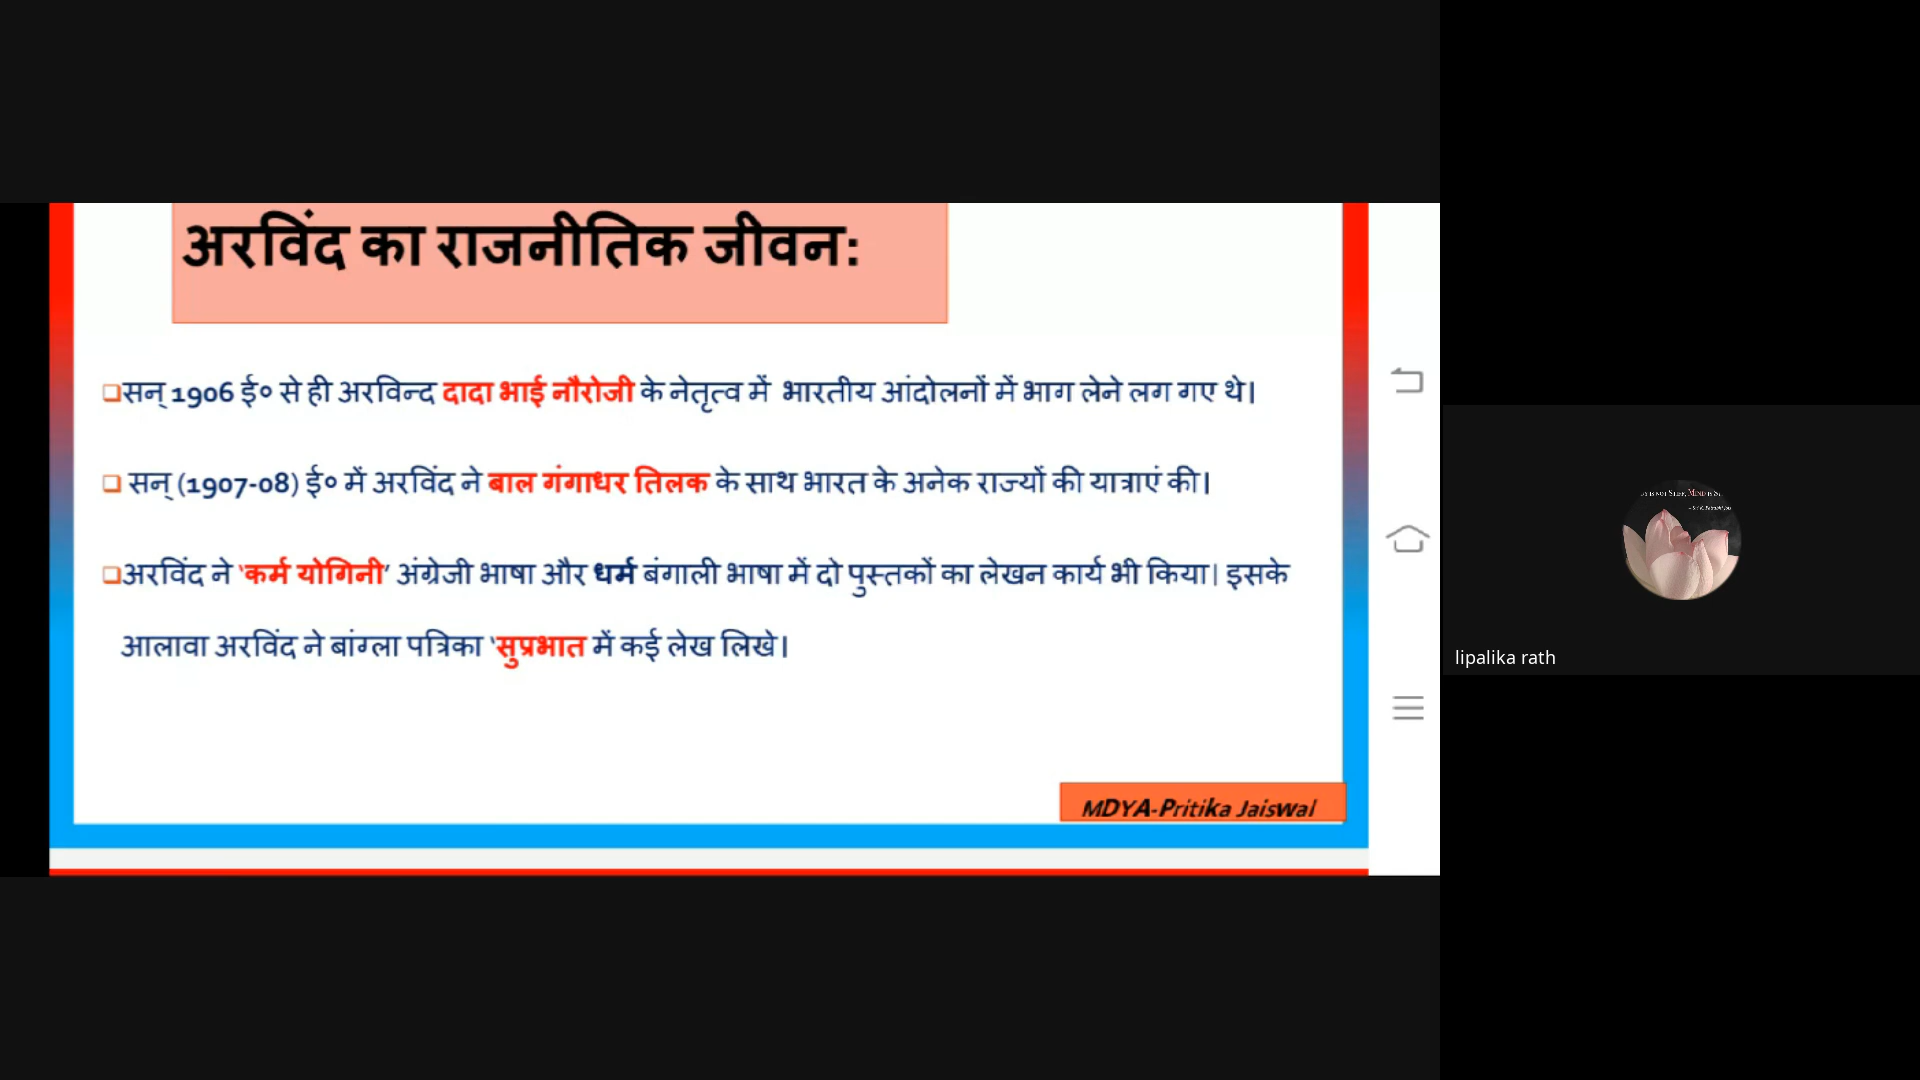 अरविंद का राजनीतिक जीवन:
सन् 1906 ई० से ही अरविन्द दादा भाई नौरोजी के नेतृत्व में भारतीय आंदोलनों में भाग लेने लग गए थे।
सन् (1907-08) ई० में अरविंद ने बाल गंगाधर तिलक के साथ भारत के अनेक राज्यों की यात्राएं की।
अरविंद ने 'कर्म योगिनी' अंग्रेजी भाषा और धर्म बंगाली भाषा में दो पुस्तकों का लेखन कार्य भी किया। इसके
आलावा अरविंद ने बांग्ला पत्रिका 'सुप्रभात में कई लेख लिखे।
MDYA-Pritika Jaiswal
lipalika rath